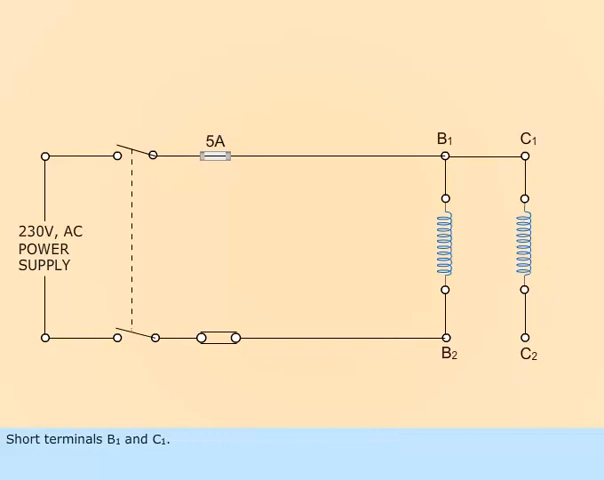 5A
B₁
C₁
230V, AC
POWER
SUPPLY
B₂
C₂
Short terminals B₁ and C₁.